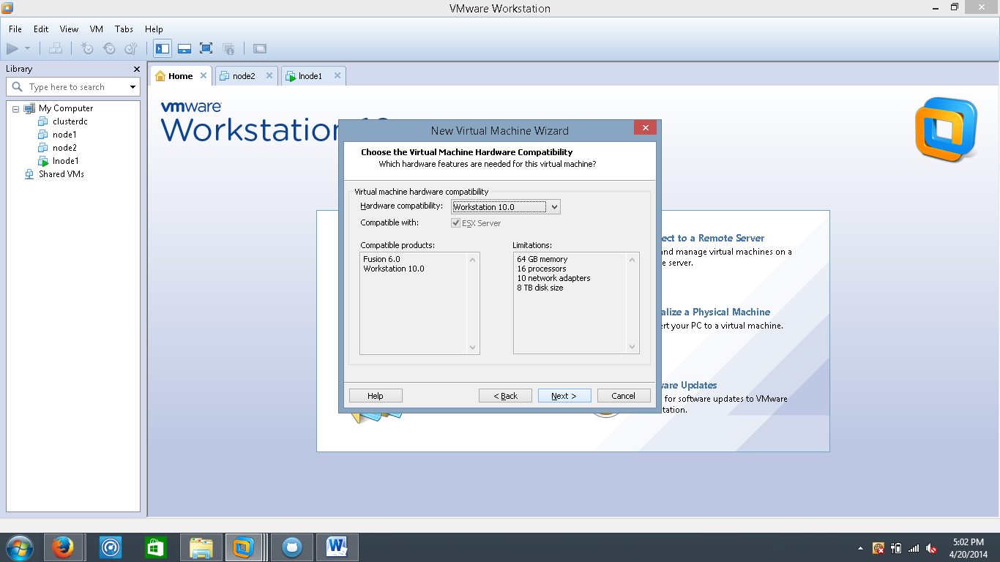 VMware Workstation
File Edit View VM Tabs Help
Library
Type here to search
My Computer
clusterdc
node1
node2
lnode1
Shared VMs
Home node2 lnode1
vmware
Workstation
New Virtual Machine Wizard
Choose the Virtual Machine Hardware Compatibility
Which hardware features are needed for this virtual machine?
Virtual machine hardware compatibility
Hardware compatibility: Workstation 10.0
Compatible with: ESX Server
Compatible products:
Fusion 6.0
Workstation 10.0
Limitations:
64 GB memory
16 processors
10 network adapters
8 TB disk size
Help < Back Next > Cancel
ect to a Remote Server
and manage virtual machines on a
e server.
alize a Physical Machine
ert your PC to a virtual machine.
ware Updates
for software updates to VMware
tation.
5:02 PM
4/20/2014